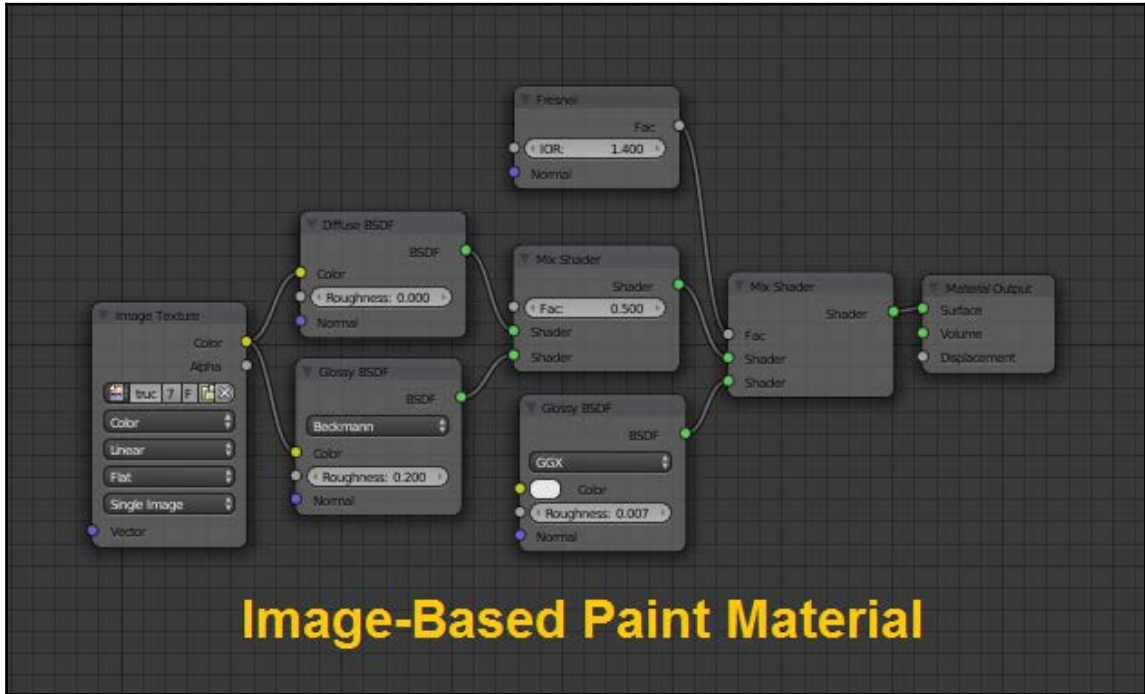 Fresnel
Fac
IOR: 1.400
Normal
Diffuse BSDF
BSDF
Color
Roughness: 0.000
Normal
Mix Shader
Shader
Fac: 0.500
Shader
Shader
Mix Shader
Shader
Fac
Shader
Shader
Material Output
Surface
Volume
Displacement
Image Texture
Color
Alpha
truc 7 F
Color
Linear
Flat
Single Image
Vector
Glossy BSDF
BSDF
Beckmann
Color
Roughness: 0.200
Normal
Glossy BSDF
BSDF
GGX
Color
Roughness: 0.007
Normal
Image-Based Paint Material